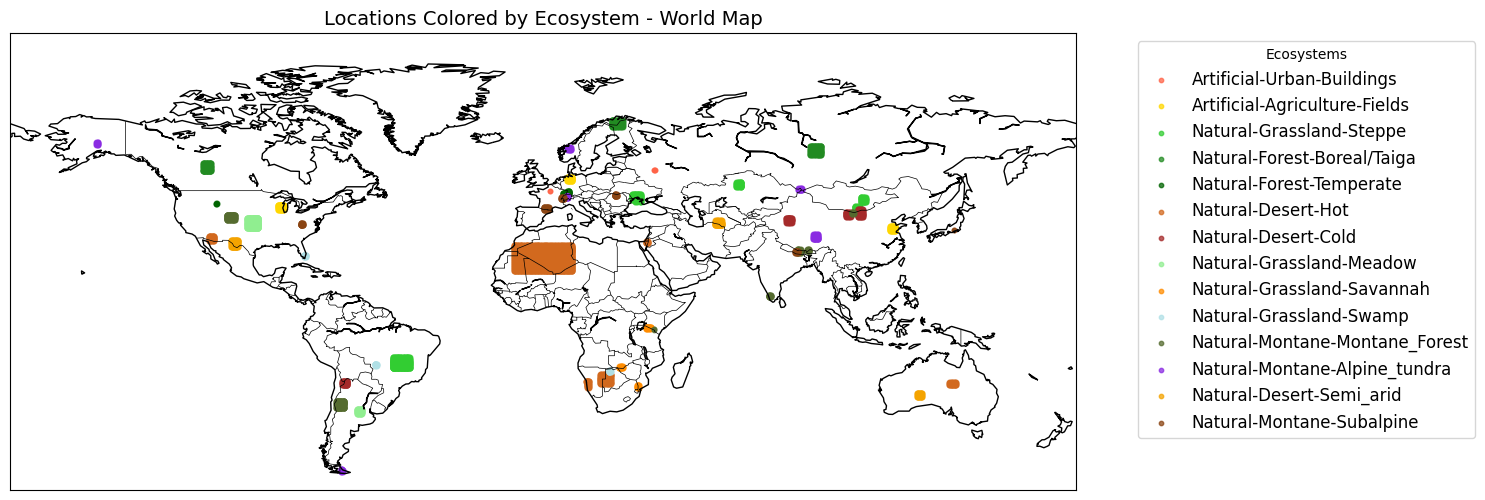 Locations Colored by Ecosystem - World Map
Ecosystems
Artificial-Urban-Buildings
Artificial-Agriculture-Fields
Natural-Grassland-Steppe
Natural-Forest-Boreal/Taiga
Natural-Forest-Temperate
Natural-Desert-Hot
Natural-Desert-Cold
Natural-Grassland-Meadow
Natural-Grassland-Savannah
Natural-Grassland-Swamp
Natural-Montane-Montane_Forest
Natural-Montane-Alpine_tundra
Natural-Desert-Semi_arid
Natural-Montane-Subalpine